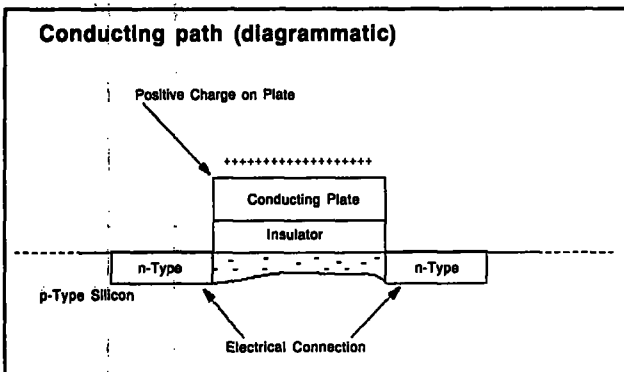 Conducting path (diagrammatic)
Positive Charge on Plate
+++++++++++++++++++
Conducting Plate
Insulator
n-Type
n-Type
p-Type Silicon
Electrical Connection